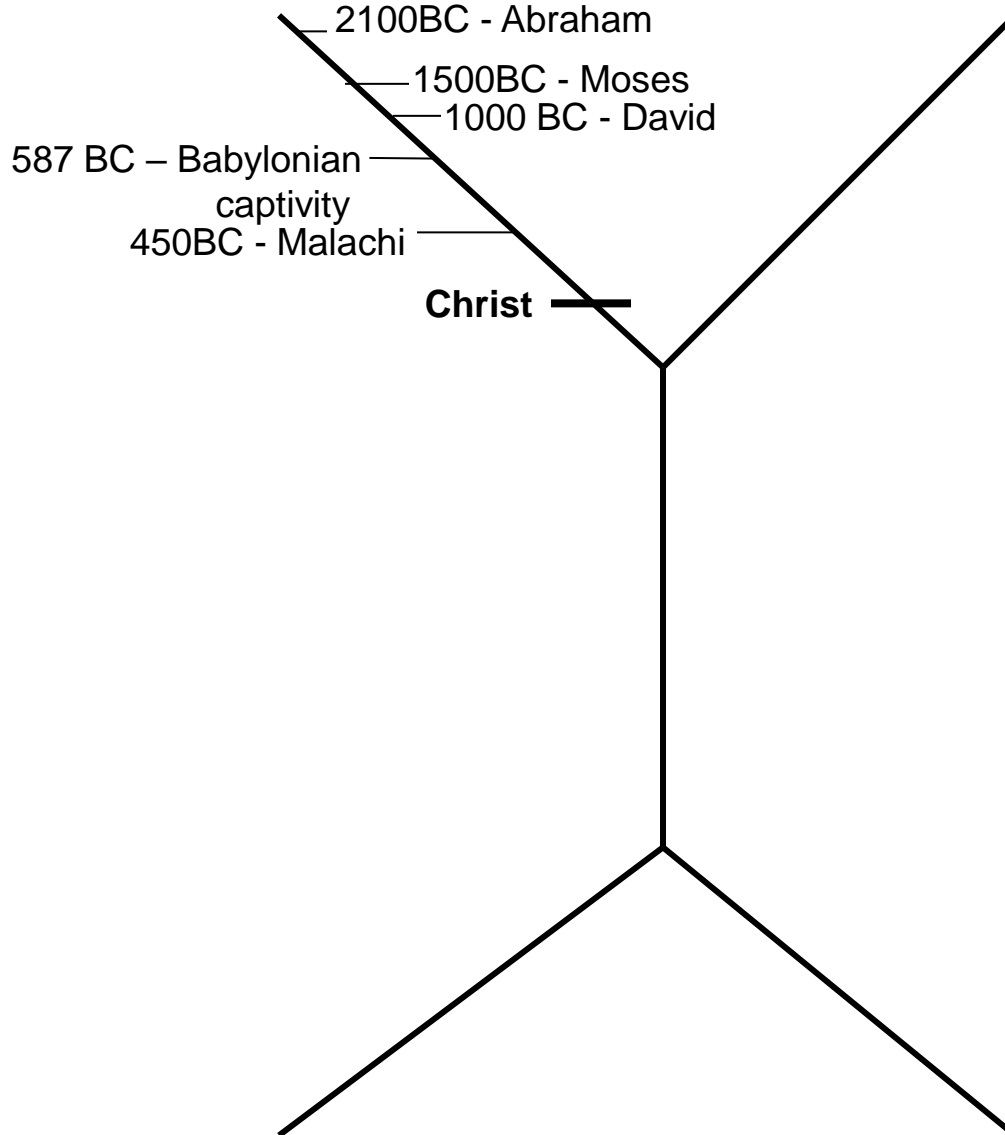 2100BC - Abraham
1500BC - Moses
1000 BC - David
587 BC – Babylonian
captivity
450BC - Malachi
Christ